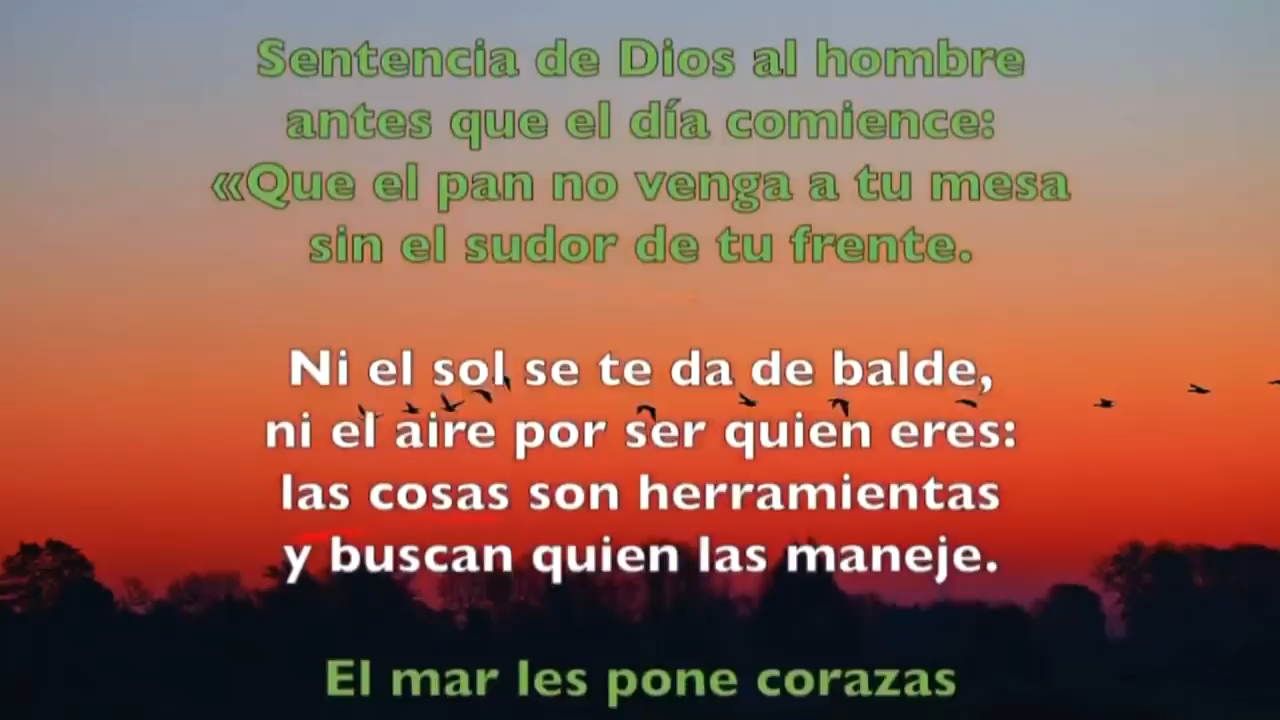 Sentencia de Dios al hombre
antes que el día comience:
«Que el pan no venga a tu mesa
sin el sudor de tu frente.
Ni el sol se te da de balde,
ni el aire por ser quien eres:
las cosas son herramientas
y buscan quien las maneje.
El mar les pone corazas